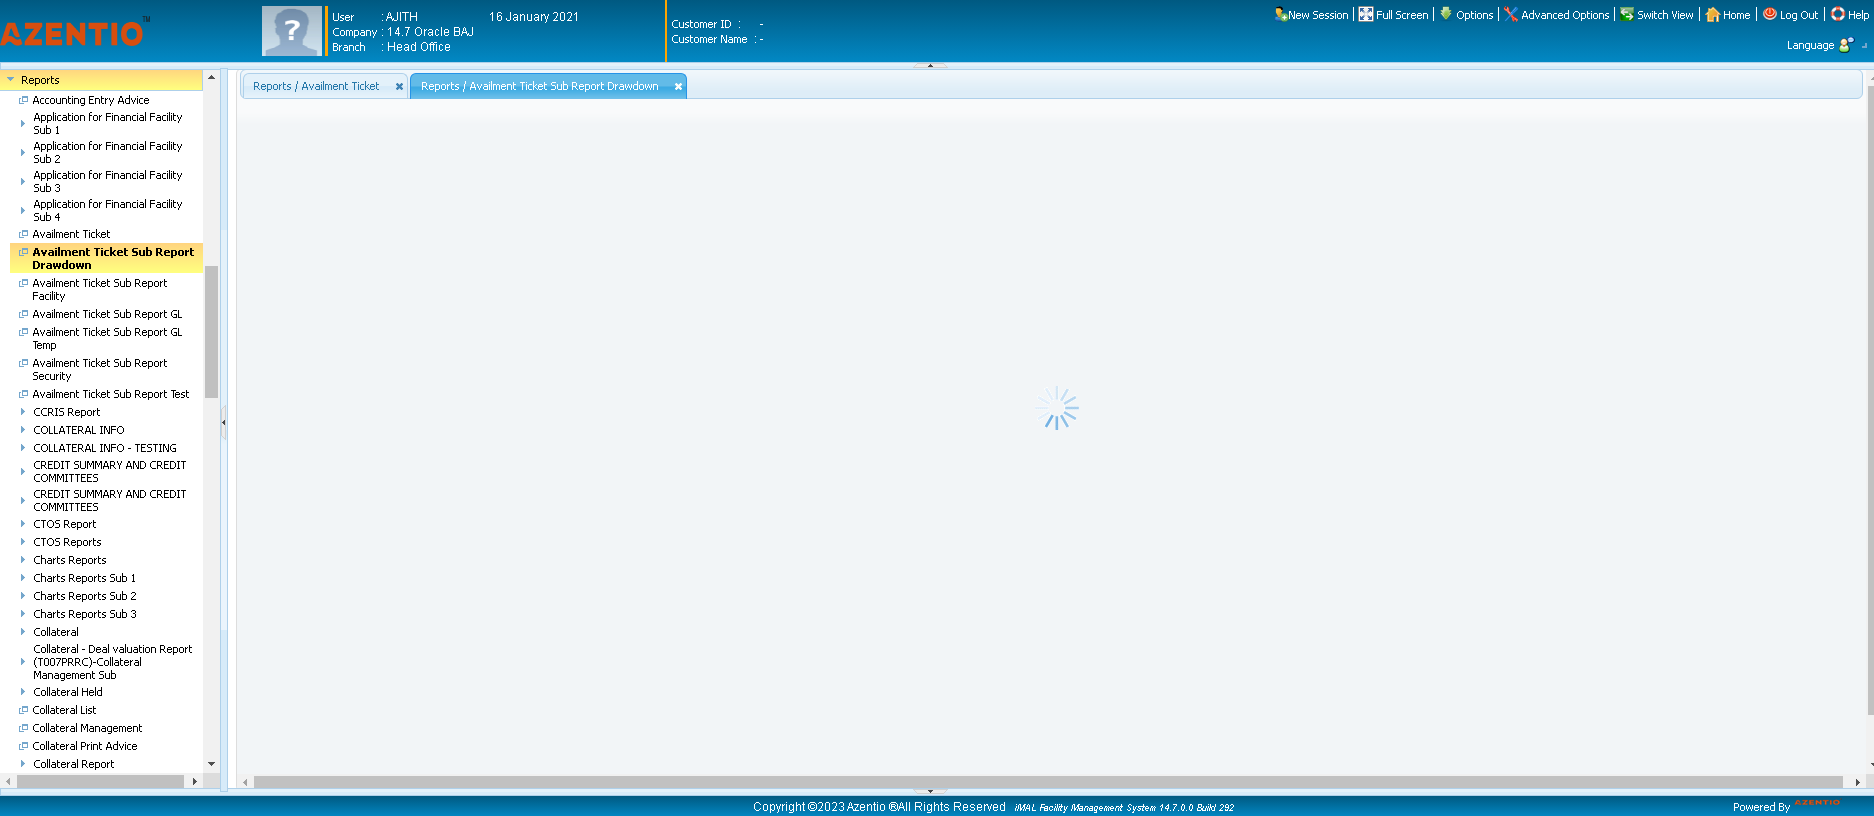 AZENTIO™
User : AJITH 16 January 2021
Company : 14.7 Oracle BAJ
Branch : Head Office
Customer ID : -
Customer Name : -
New Session Full Screen Options Advanced Options Switch View Home Log Out Help
Language
Reports
Accounting Entry Advice
Application for Financial Facility
Sub 1
Application for Financial Facility
Sub 2
Application for Financial Facility
Sub 3
Application for Financial Facility
Sub 4
Availment Ticket
Availment Ticket Sub Report
Drawdown
Availment Ticket Sub Report
Facility
Availment Ticket Sub Report GL
Availment Ticket Sub Report GL
Temp
Availment Ticket Sub Report
Security
Availment Ticket Sub Report Test
CCRIS Report
COLLATERAL INFO
COLLATERAL INFO - TESTING
CREDIT SUMMARY AND CREDIT
COMMITTEES
CREDIT SUMMARY AND CREDIT
COMMITTEES
CTOS Report
CTOS Reports
Charts Reports
Charts Reports Sub 1
Charts Reports Sub 2
Charts Reports Sub 3
Collateral
Collateral - Deal valuation Report
(T007PRRC)-Collateral
Management Sub
Collateral Held
Collateral List
Collateral Management
Collateral Print Advice
Collateral Report
Reports / Availment Ticket
Reports / Availment Ticket Sub Report Drawdown
Copyright ©2023 Azentio ®All Rights Reserved iMAL Facility Management System 14.7.0.0 Build 292
Powered By AZENTIO